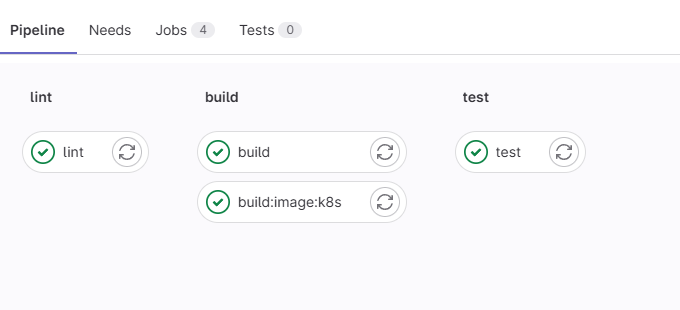 Pipeline Needs Jobs 4 Tests 0
lint build test
lint build test
build:image:k8s